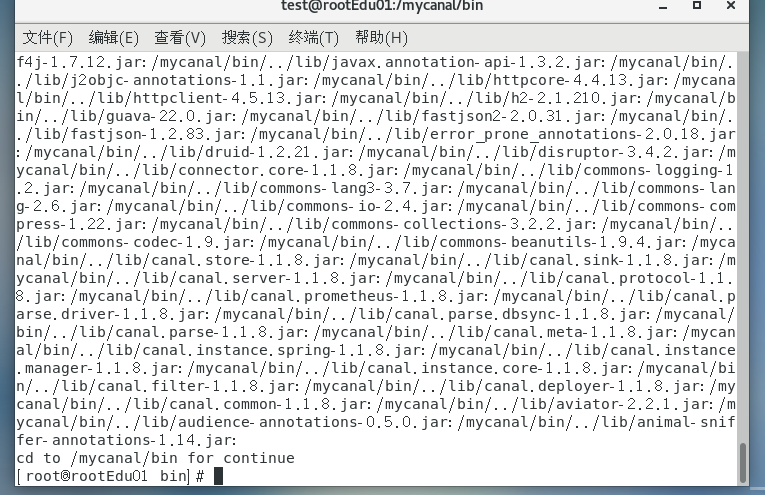 test@rootEdu01:/mycanal/bin
文件(F) 编辑(E) 查看(V) 搜索(S) 终端(T) 帮助(H)
f4j-1.7.12.jar:/mycanal/bin/../lib/javax.annotation-api-1.3.2.jar:/mycanal/bin/.
./lib/j2objc-annotations-1.1.jar:/mycanal/bin/../lib/httpcore-4.4.13.jar:/mycana
l/bin/../lib/httpclient-4.5.13.jar:/mycanal/bin/../lib/h2-2.1.210.jar:/mycanal/b
in/../lib/guava-22.0.jar:/mycanal/bin/../lib/fastjson2-2.0.31.jar:/mycanal/bin/.
./lib/fastjson-1.2.83.jar:/mycanal/bin/../lib/error_prone_annotations-2.0.18.jar
:/mycanal/bin/../lib/druid-1.2.21.jar:/mycanal/bin/../lib/disruptor-3.4.2.jar:/m
ycanal/bin/../lib/connector.core-1.1.8.jar:/mycanal/bin/../lib/commons-logging-1
.2.jar:/mycanal/bin/../lib/commons-lang3-3.7.jar:/mycanal/bin/../lib/commons-lan
g-2.6.jar:/mycanal/bin/../lib/commons-io-2.4.jar:/mycanal/bin/../lib/commons-com
press-1.22.jar:/mycanal/bin/../lib/commons-collections-3.2.2.jar:/mycanal/bin/..
/lib/commons-codec-1.9.jar:/mycanal/bin/../lib/commons-beanutils-1.9.4.jar:/myca
nal/bin/../lib/canal.store-1.1.8.jar:/mycanal/bin/../lib/canal.sink-1.1.8.jar:/m
ycanal/bin/../lib/canal.server-1.1.8.jar:/mycanal/bin/../lib/canal.protocol-1.1.
8.jar:/mycanal/bin/../lib/canal.prometheus-1.1.8.jar:/mycanal/bin/../lib/canal.p
arse.driver-1.1.8.jar:/mycanal/bin/../lib/canal.parse.dbsync-1.1.8.jar:/mycanal/
bin/../lib/canal.parse-1.1.8.jar:/mycanal/bin/../lib/canal.meta-1.1.8.jar:/mycan
al/bin/../lib/canal.instance.spring-1.1.8.jar:/mycanal/bin/../lib/canal.instance
.manager-1.1.8.jar:/mycanal/bin/../lib/canal.instance.core-1.1.8.jar:/mycanal/bi
n/../lib/canal.filter-1.1.8.jar:/mycanal/bin/../lib/canal.deployer-1.1.8.jar:/my
canal/bin/../lib/canal.common-1.1.8.jar:/mycanal/bin/../lib/aviator-2.2.1.jar:/m
ycanal/bin/../lib/audience-annotations-0.5.0.jar:/mycanal/bin/../lib/animal-snif
fer-annotations-1.14.jar:
cd to /mycanal/bin for continue
[root@rootEdu01 bin]#